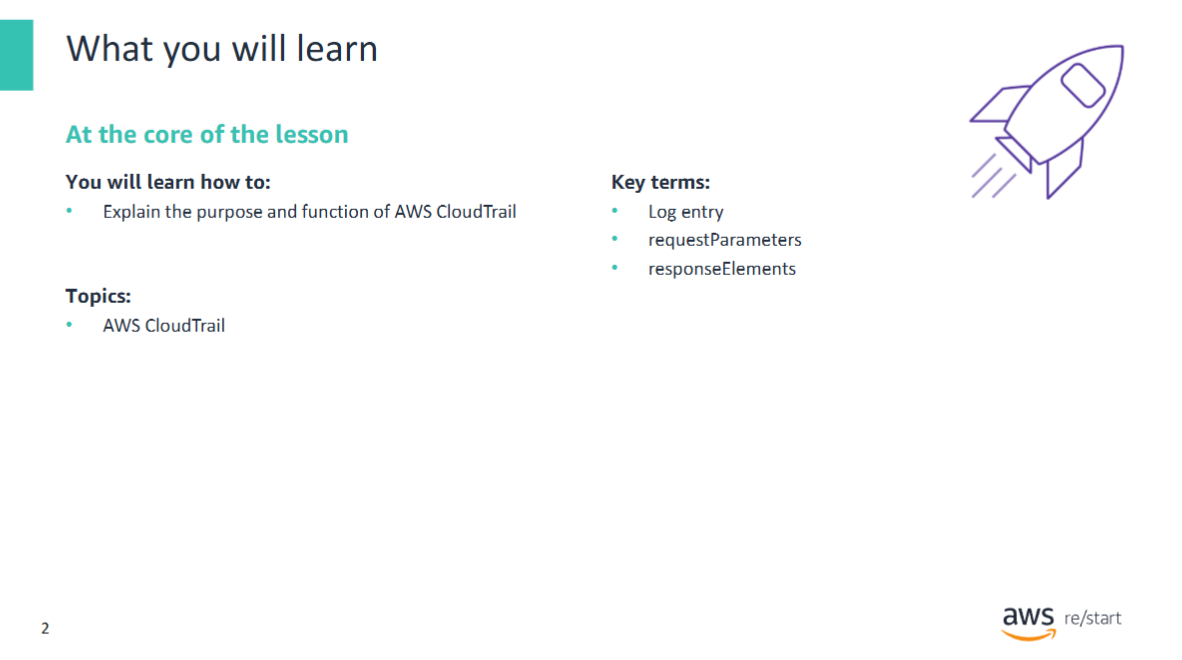 What you will learn
At the core of the lesson
You will learn how to:
• Explain the purpose and function of AWS CloudTrail
Topics:
• AWS CloudTrail
Key terms:
• Log entry
• requestParameters
• responseElements
2
aws re/start